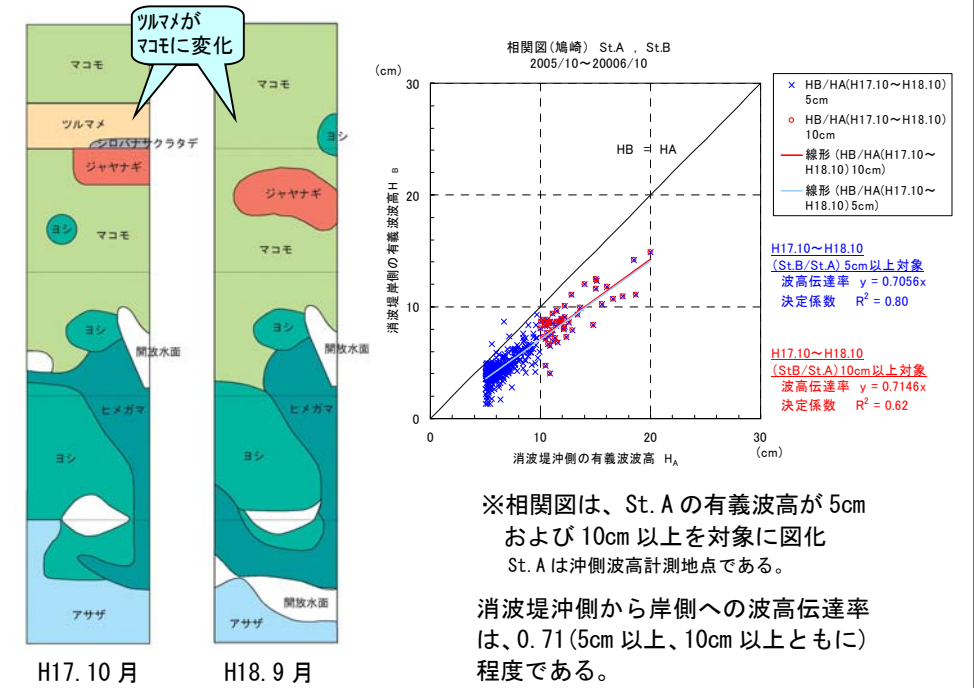 ツルマメが
マコモに変化
マコモ
ツルマメ
シロバナサクラタデ
ジャヤナギ
ヨシ
マコモ
ヨシ
開放水面
ヒメガマ
ヨシ
アサザ
H17.10月
マコモ
ヨシ
ジャヤナギ
マコモ
ヨシ
開放水面
ヒメガマ
ヨシ
開放水面
アサザ
H18.9月
相関図(鳩崎) St.A , St.B
2005/10～20006/10
(cm)
30
20
10
0
消波堤岸側の有義波波高H B
HB = HA
0 10 20 30
消波堤沖側の有義波波高 HA
(cm)
× HB/HA(H17.10～H18.10)
5cm
○ HB/HA(H17.10～H18.10)
10cm
線形 (HB/HA(H17.10～
H18.10)10cm)
線形 (HB/HA(H17.10～
H18.10)5cm)
H17.10～H18.10
(St.B/St.A)5cm以上対象
波高伝達率 y = 0.7056x
決定係数 R² = 0.80
H17.10～H18.10
(StB/St.A)10cm以上対象
波高伝達率 y = 0.7146x
決定係数 R² = 0.62
※相関図は、St.Aの有義波高が5cm
および10cm以上を対象に図化
St.Aは沖側波高計測地点である。
消波堤沖側から岸側への波高伝達率
は、0.71(5cm以上、10cm以上ともに)
程度である。